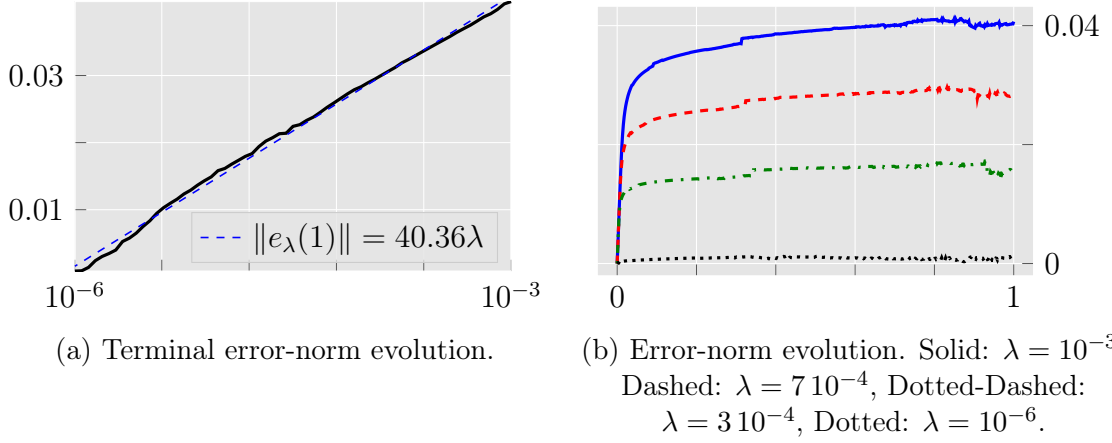 0.03
0.01
‖e_λ(1)‖ = 40.36λ
10^{-6}
10^{-3}
(a) Terminal error-norm evolution.
0.04
0
0
1
(b) Error-norm evolution. Solid: λ = 10^{-3}
Dashed: λ = 7 10^{-4}, Dotted-Dashed:
λ = 3 10^{-4}, Dotted: λ = 10^{-6}.